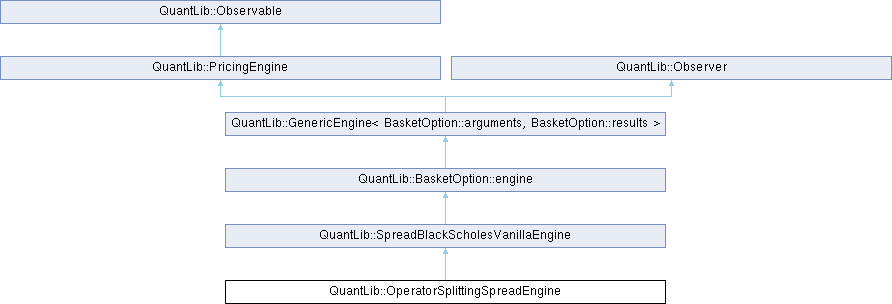 QuantLib::Observable
QuantLib::PricingEngine
QuantLib::Observer
QuantLib::GenericEngine< BasketOption::arguments, BasketOption::results >
QuantLib::BasketOption::engine
QuantLib::SpreadBlackScholesVanillaEngine
QuantLib::OperatorSplittingSpreadEngine